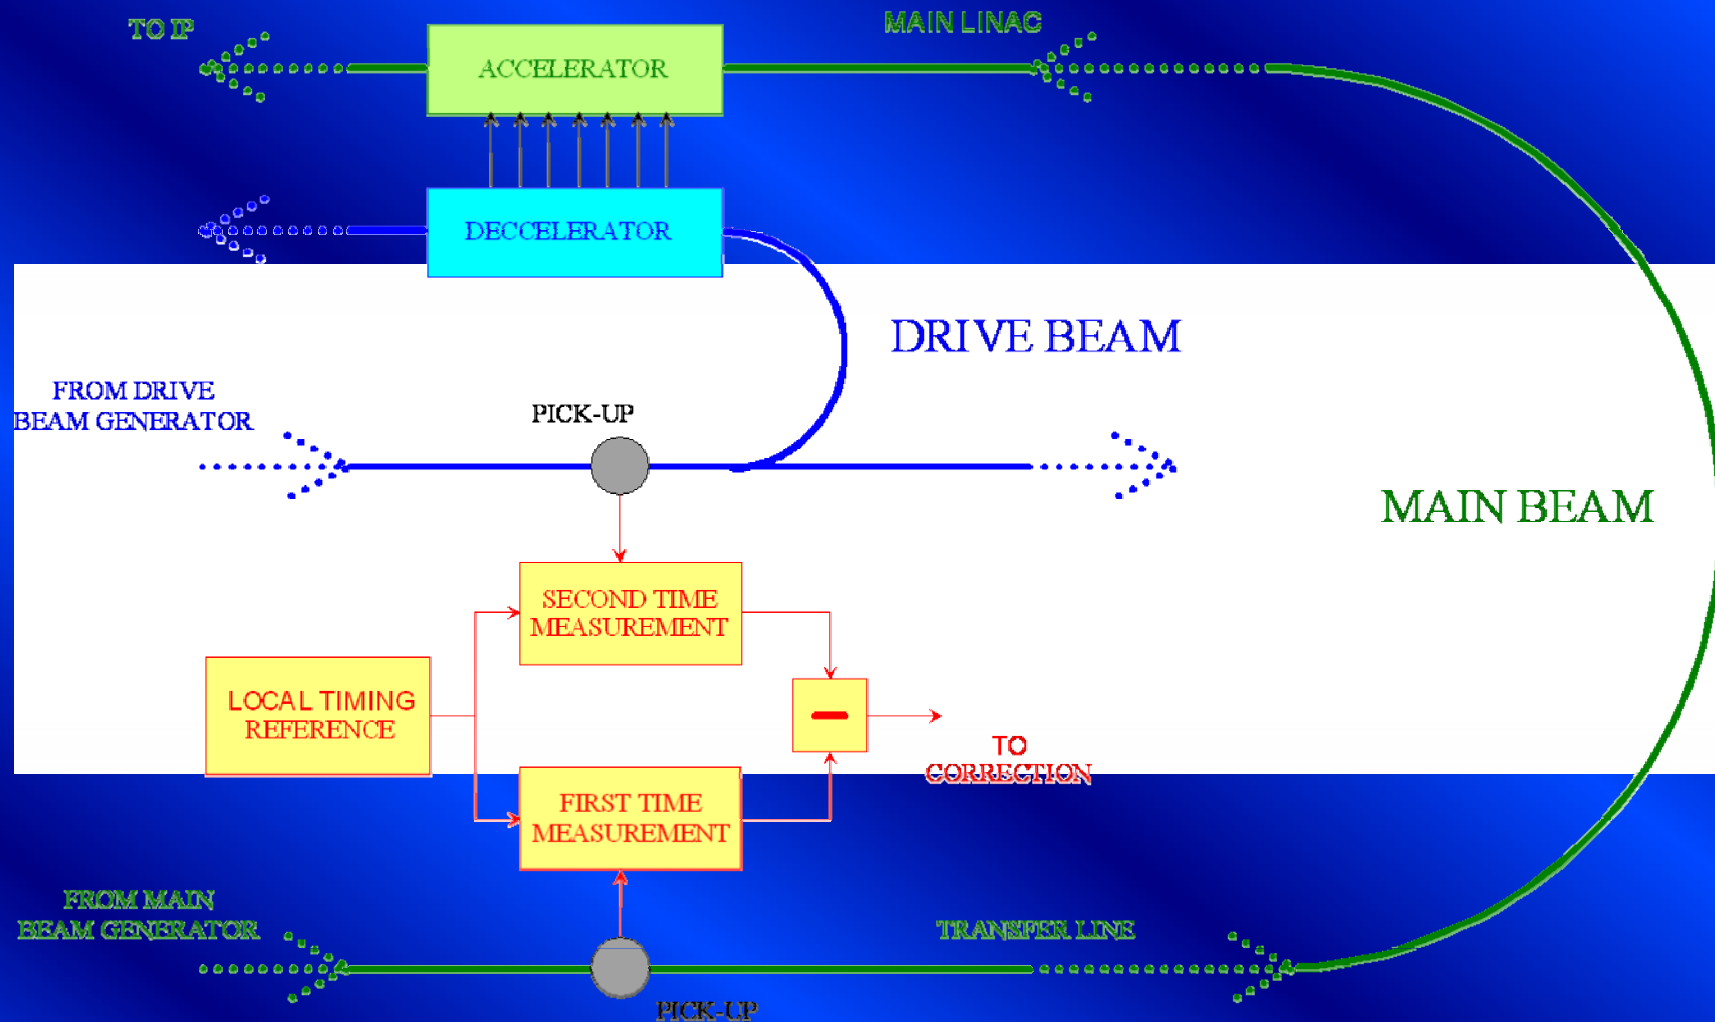 TO IP
MAIN LINAC
ACCELERATOR
DECCELERATOR
DRIVE BEAM
FROM DRIVE
BEAM GENERATOR
PICK-UP
MAIN BEAM
SECOND TIME
MEASUREMENT
LOCAL TIMING
REFERENCE
TO
CORRECTION
FIRST TIME
MEASUREMENT
FROM MAIN
BEAM GENERATOR
TRANSFER LINE
PICK-UP